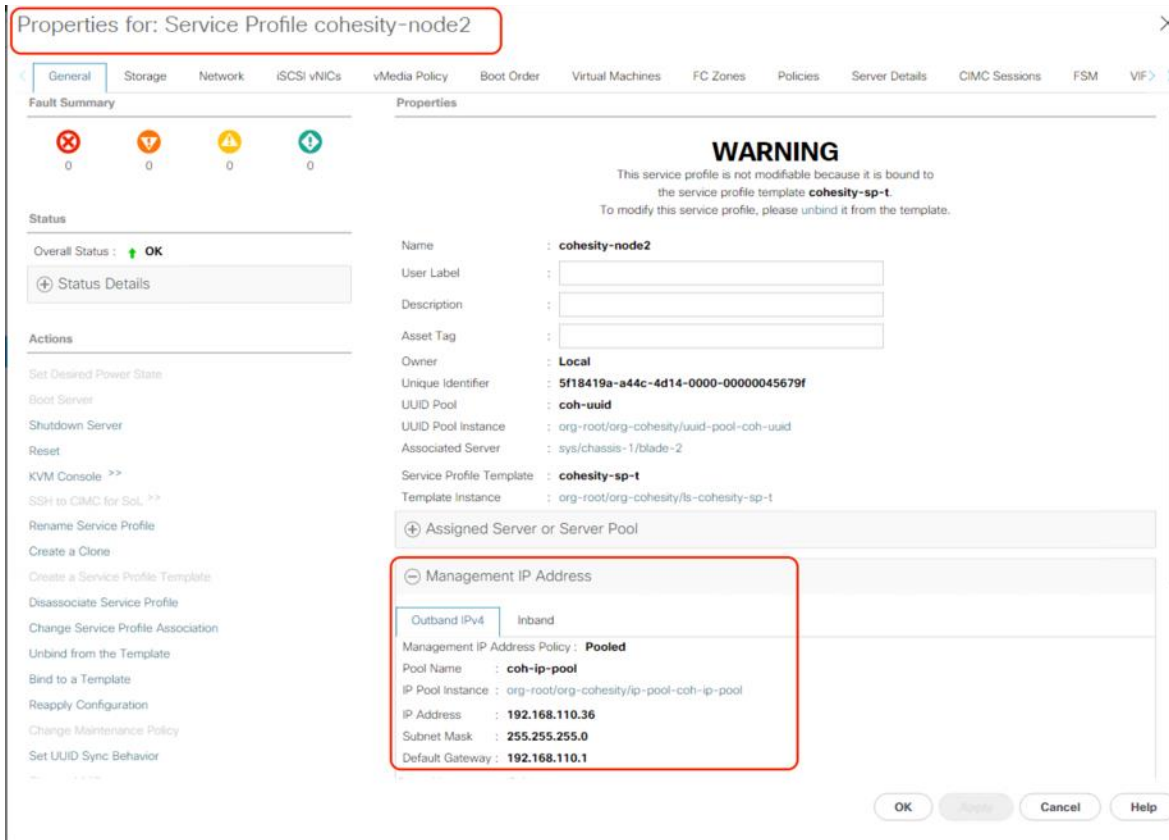 Properties for: Service Profile cohesity-node2
General Storage Network iSCSI vNICs vMedia Policy Boot Order Virtual Machines FC Zones Policies Server Details CIMC Sessions FSM VIF
Fault Summary
0 0 0 0
Status
Overall Status : OK
Status Details
Actions
Set Desired Power State
Boot Server
Shutdown Server
Reset
KVM Console >>
SSH to CIMC for SoL >>
Rename Service Profile
Create a Clone
Create a Service Profile Template
Disassociate Service Profile
Change Service Profile Association
Unbind from the Template
Bind to a Template
Reapply Configuration
Change Maintenance Policy
Set UUID Sync Behavior
Properties
WARNING
This service profile is not modifiable because it is bound to
the service profile template cohesity-sp-t.
To modify this service profile, please unbind it from the template.
Name : cohesity-node2
User Label :
Description :
Asset Tag :
Owner : Local
Unique Identifier : 5f18419a-a44c-4d14-0000-00000045679f
UUID Pool : coh-uuid
UUID Pool Instance : org-root/org-cohesity/uuid-pool-coh-uuid
Associated Server : sys/chassis-1/blade-2
Service Profile Template : cohesity-sp-t
Template Instance : org-root/org-cohesity/ls-cohesity-sp-t
Assigned Server or Server Pool
Management IP Address
Outband IPv4 Inband
Management IP Address Policy : Pooled
Pool Name : coh-ip-pool
IP Pool Instance : org-root/org-cohesity/ip-pool-coh-ip-pool
IP Address : 192.168.110.36
Subnet Mask : 255.255.255.0
Default Gateway : 192.168.110.1
OK Apply Cancel Help